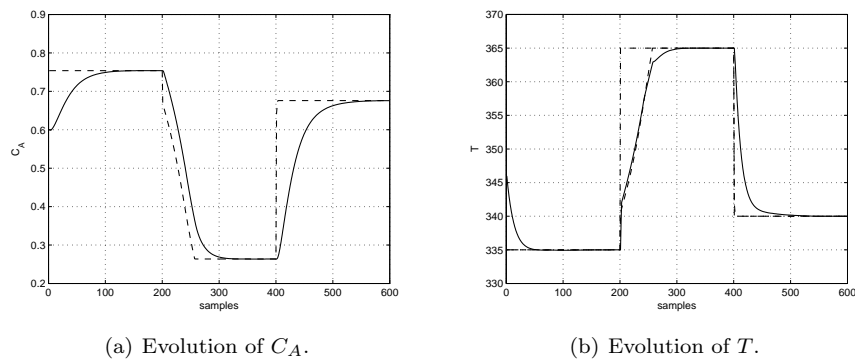 0.9
0.8
0.7
0.6
0.5
0.4
0.3
0.2
C_A
0 100 200 300 400 500 600
samples
(a) Evolution of C_A.
370
365
360
355
350
345
340
335
330
T
0 100 200 300 400 500 600
samples
(b) Evolution of T.